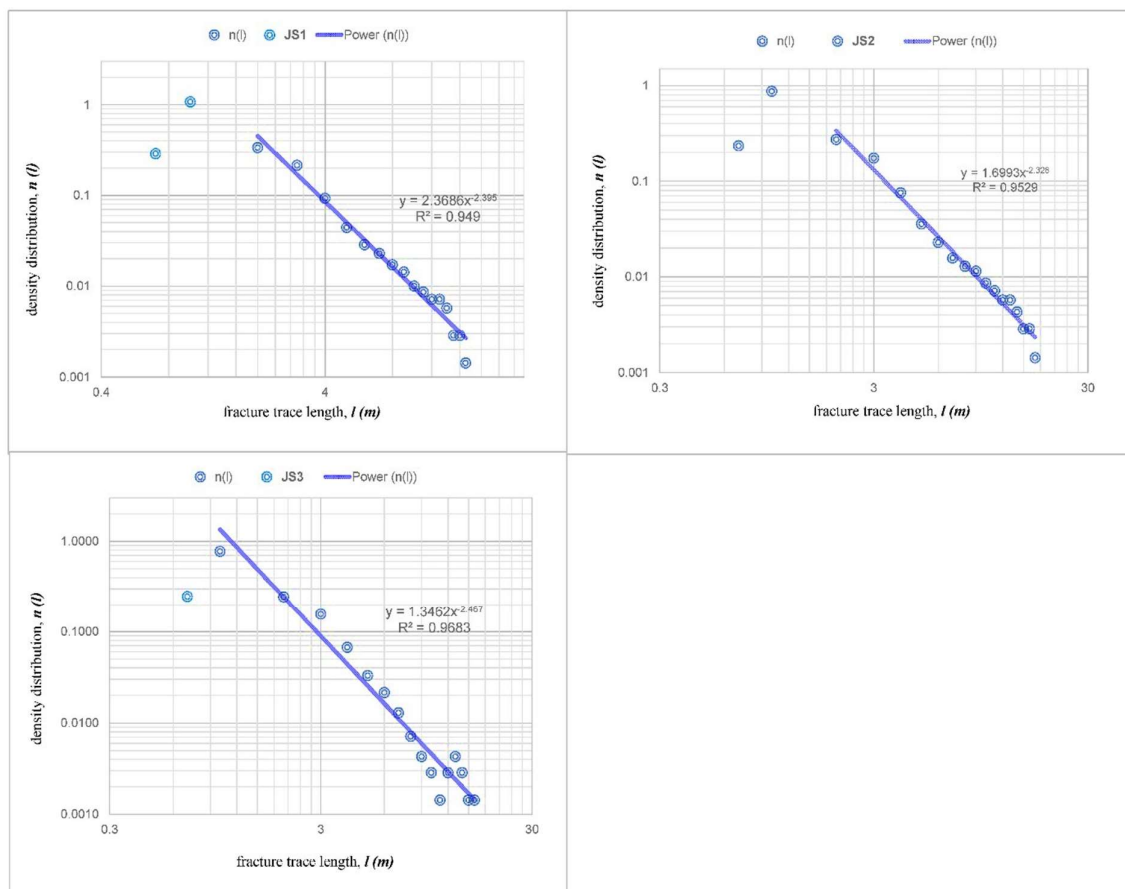 n(l) JS1 Power (n(l))
density distribution, n (l)
1
0.1
0.01
0.001
y = 2.3686x^-2.395
R² = 0.949
0.4 4
fracture trace length, l (m)
n(l) JS2 Power (n(l))
density distribution, n (l)
1
0.1
0.01
0.001
y = 1.6993x^-2.328
R² = 0.9529
0.3 3 30
fracture trace length, l (m)
n(l) JS3 Power (n(l))
density distribution, n (l)
1.0000
0.1000
0.0100
0.0010
y = 1.3462x^-2.467
R² = 0.9683
0.3 3 30
fracture trace length, l (m)